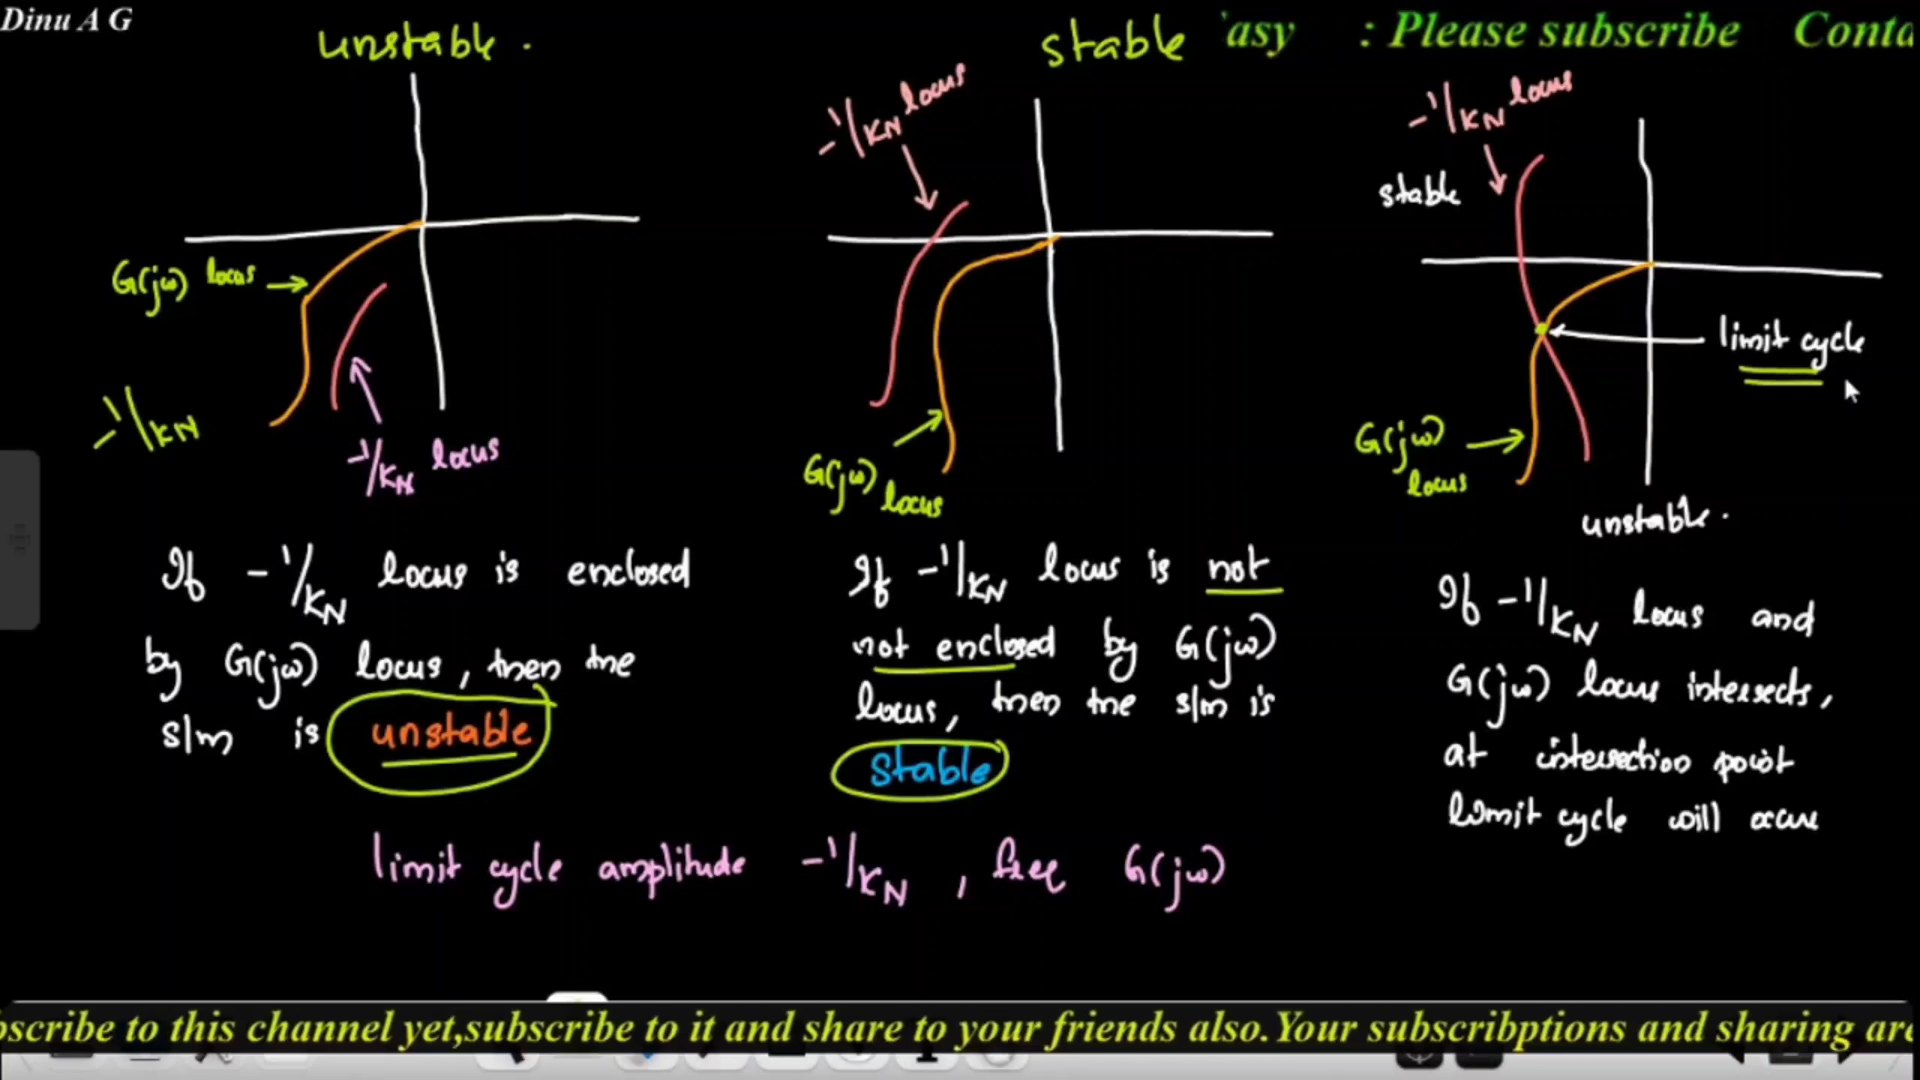 Dinu A G
'asy : Please subscribe Conta
unstable.
G(jω) locus
-1/KN
-1/KN locus
If -1/KN locus is enclosed
by G(jω) locus, then the
s/m is unstable
stable
-1/KN locus
G(jω) locus
If -1/KN locus is not
not enclosed by G(jω)
locus, then the s/m is
stable
-1/KN locus
stable
limit cycle
G(jω)
locus
unstable.
If -1/KN locus and
G(jω) locus intersects,
at intersection point
limit cycle will occur
limit cycle amplitude -1/KN, freq G(jω)
bscribe to this channel yet,subscribe to it and share to your friends also.Your subscribptions and sharing are